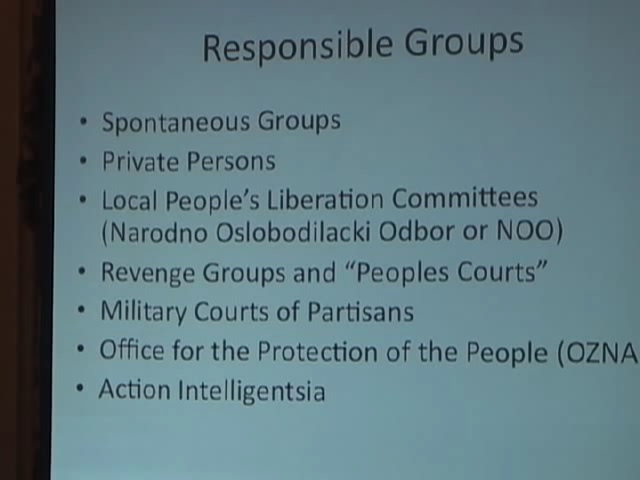 Responsible Groups
• Spontaneous Groups
• Private Persons
• Local People's Liberation Committees
(Narodno Oslobodilacki Odbor or NOO)
• Revenge Groups and “Peoples Courts”
• Military Courts of Partisans
• Office for the Protection of the People (OZNA
• Action Intelligentsia